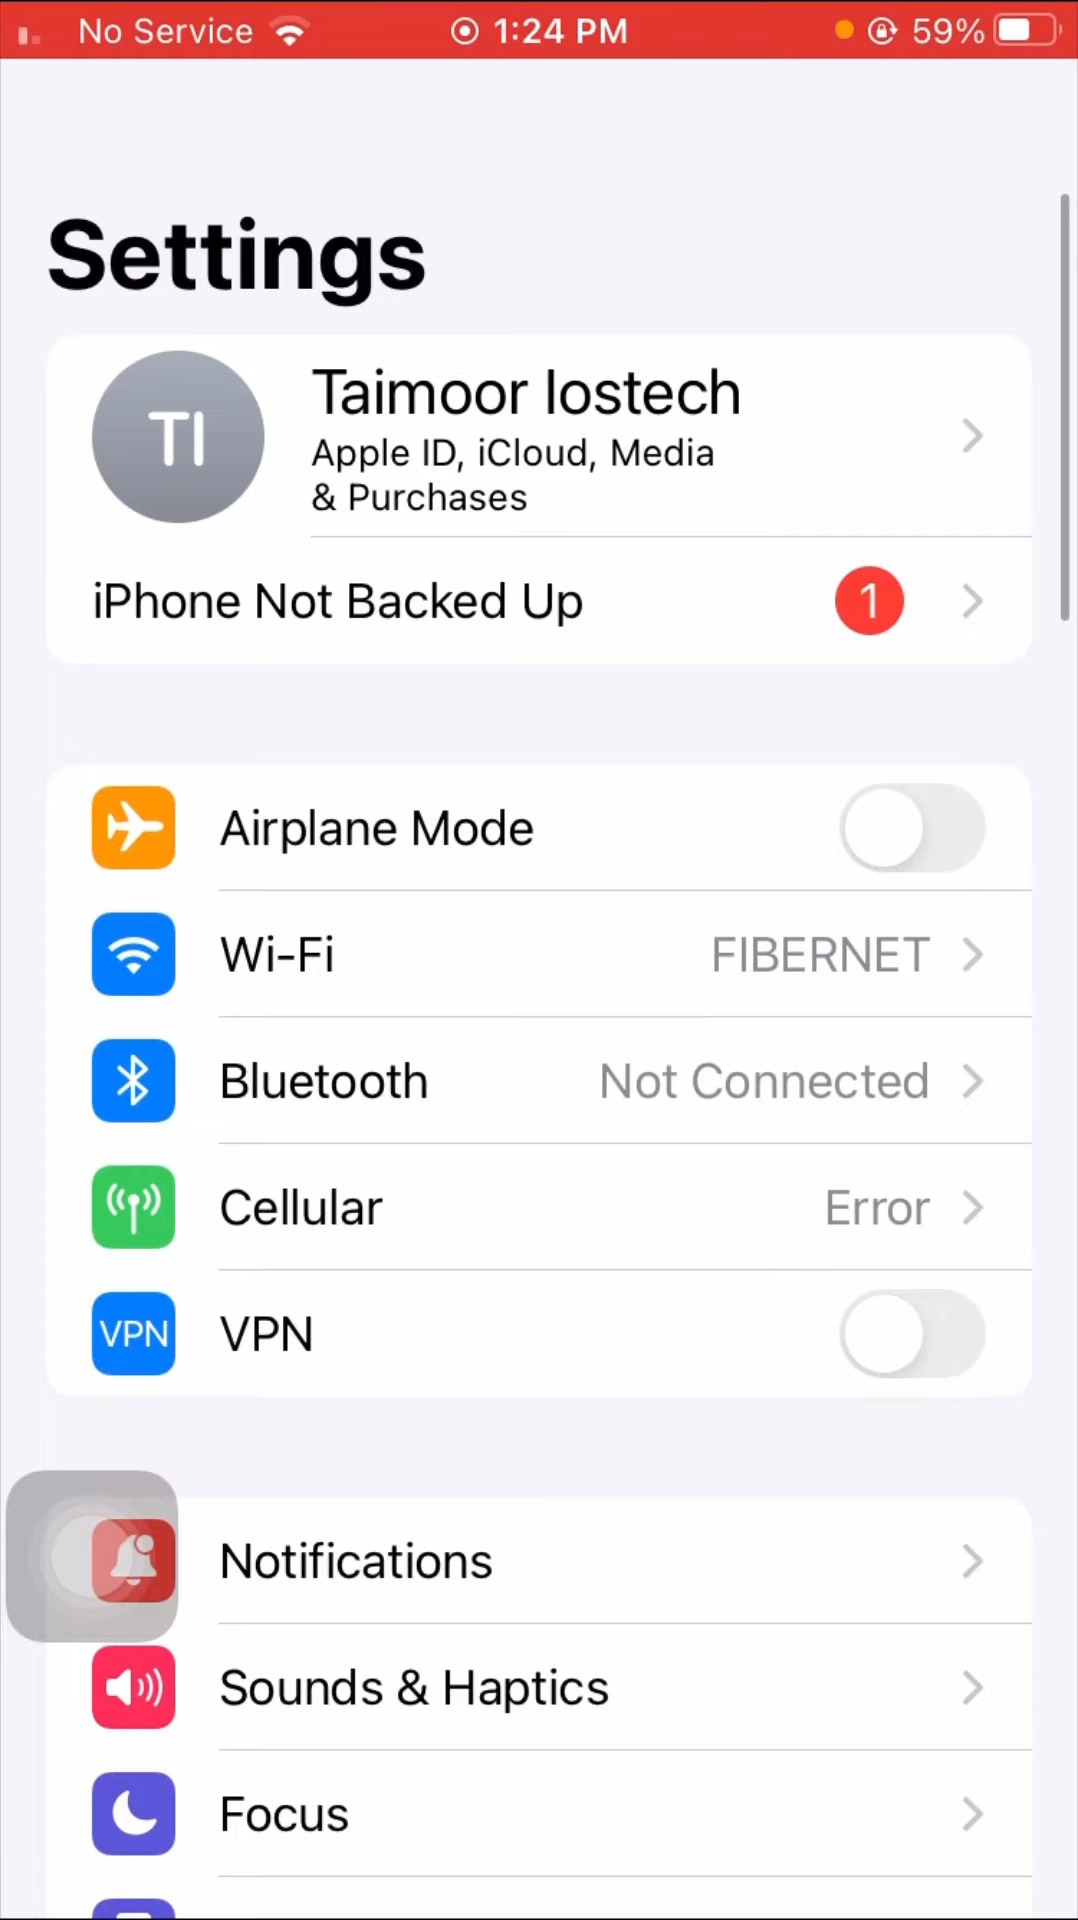 No Service 1:24 PM 59%
Settings
TI
Taimoor Iostech
Apple ID, iCloud, Media
& Purchases
iPhone Not Backed Up 1
Airplane Mode
Wi-Fi FIBERNET
Bluetooth Not Connected
Cellular Error
VPN VPN
Notifications
Sounds & Haptics
Focus